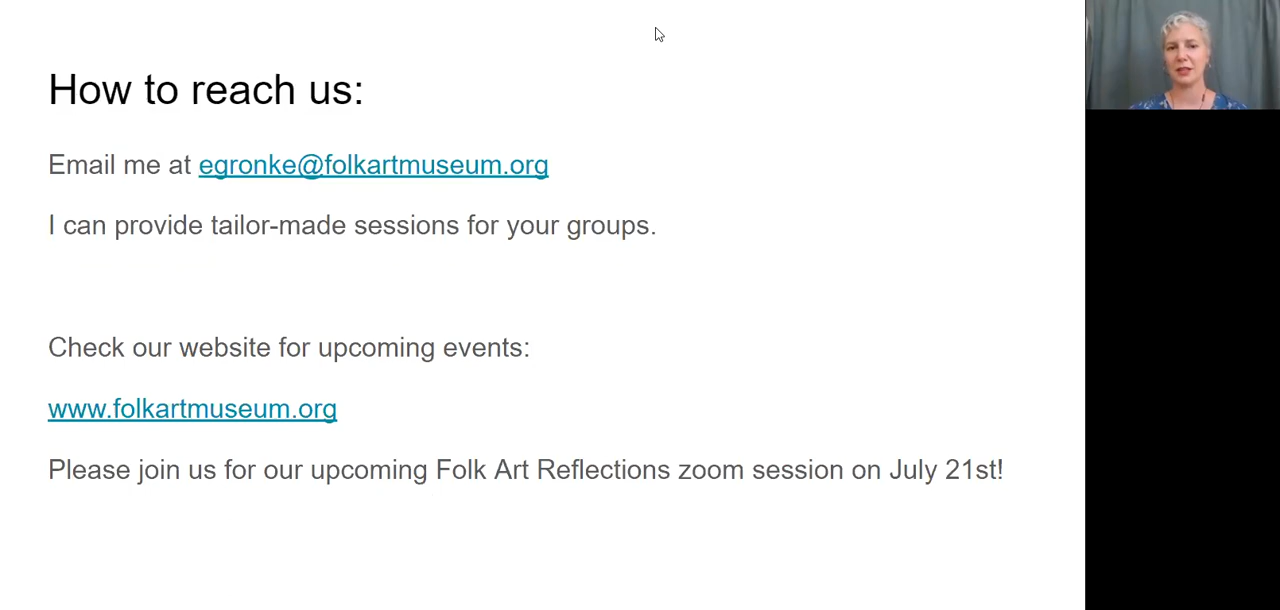 How to reach us:
Email me at egronke@folkartmuseum.org
I can provide tailor-made sessions for your groups.
Check our website for upcoming events:
www.folkartmuseum.org
Please join us for our upcoming Folk Art Reflections zoom session on July 21st!